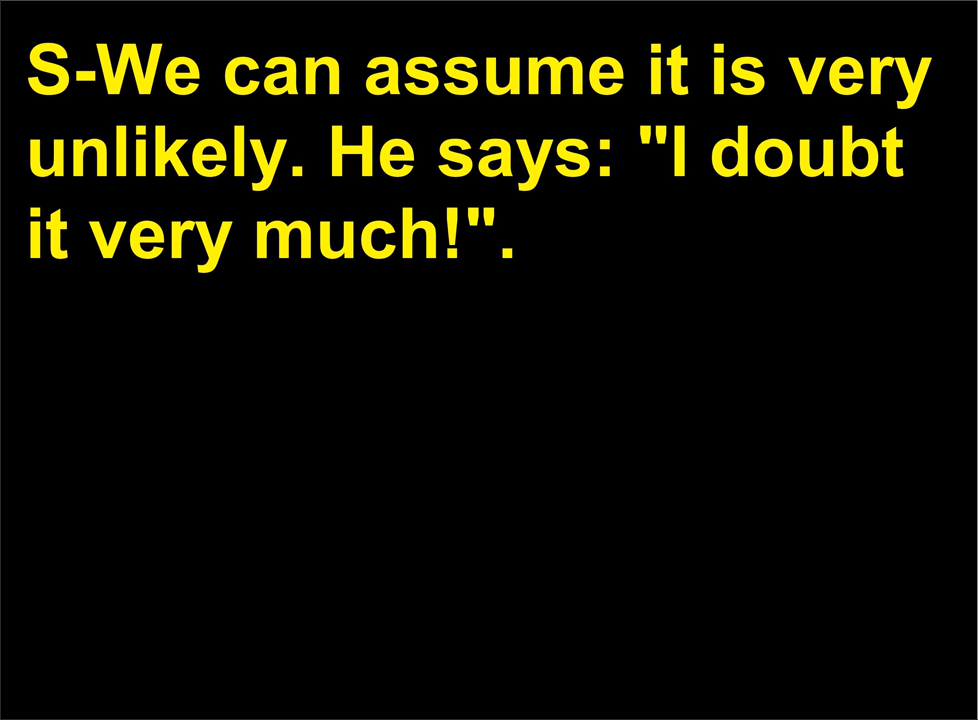 S-We can assume it is very
unlikely. He says: "I doubt
it very much!".